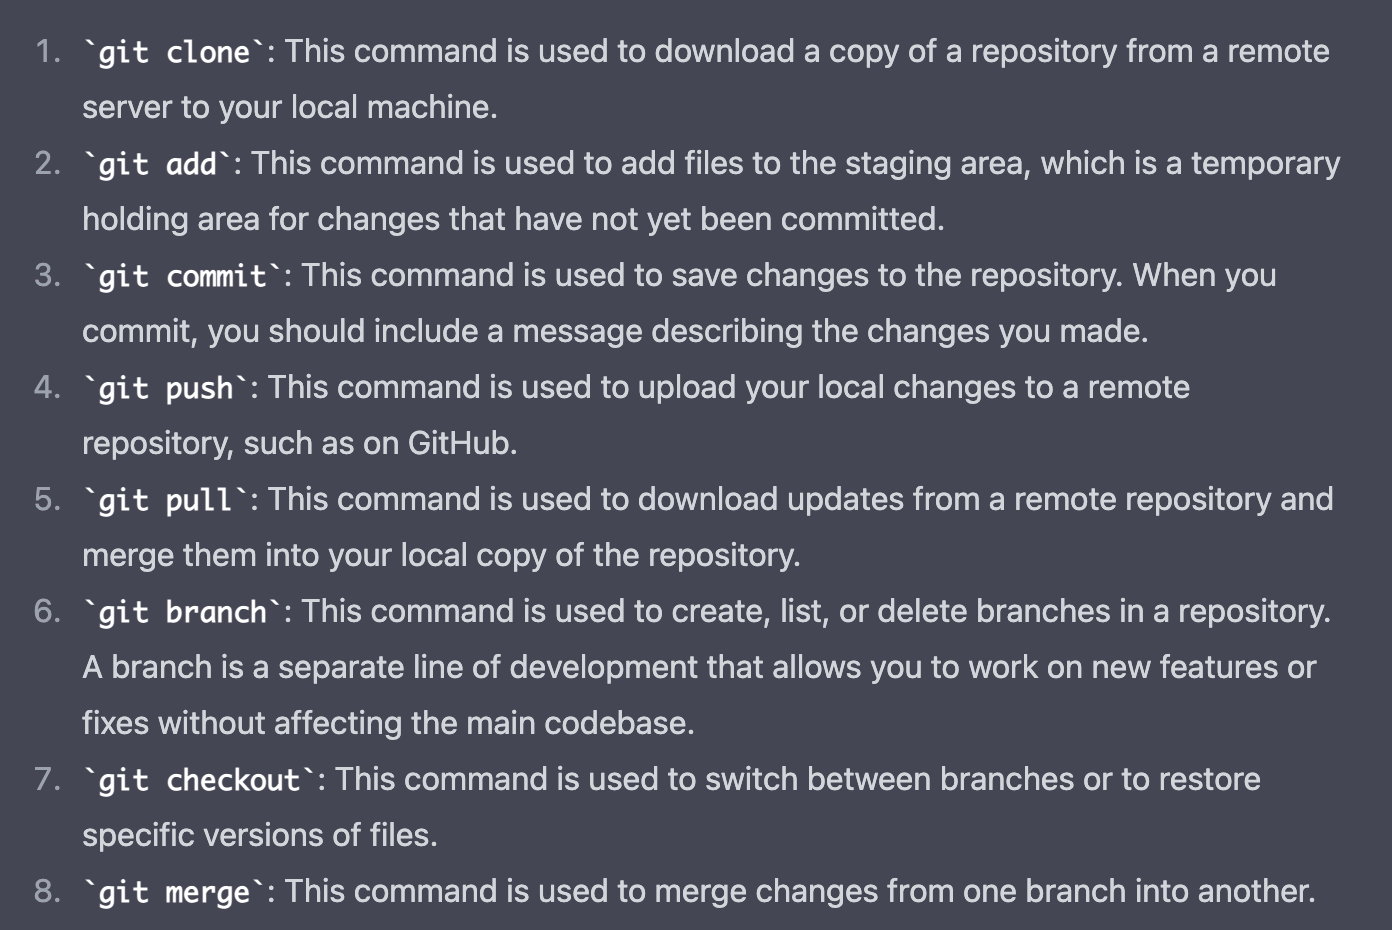 1. `git clone`: This command is used to download a copy of a repository from a remote
server to your local machine.
2. `git add`: This command is used to add files to the staging area, which is a temporary
holding area for changes that have not yet been committed.
3. `git commit`: This command is used to save changes to the repository. When you
commit, you should include a message describing the changes you made.
4. `git push`: This command is used to upload your local changes to a remote
repository, such as on GitHub.
5. `git pull`: This command is used to download updates from a remote repository and
merge them into your local copy of the repository.
6. `git branch`: This command is used to create, list, or delete branches in a repository.
A branch is a separate line of development that allows you to work on new features or
fixes without affecting the main codebase.
7. `git checkout`: This command is used to switch between branches or to restore
specific versions of files.
8. `git merge`: This command is used to merge changes from one branch into another.